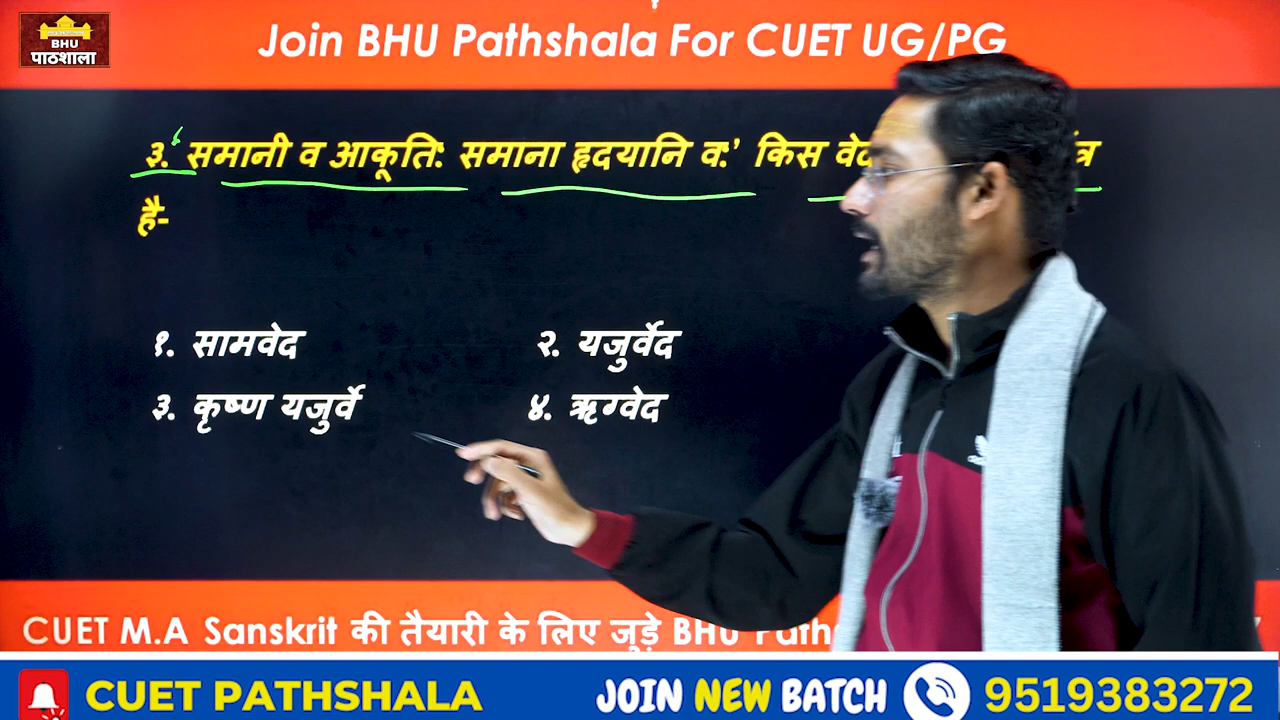 BHU
पाठशाला
Join BHU Pathshala For CUET UG/PG
३. 'समानी व आकूति: समाना हृदयानि व:' किस
है-
१. सामवेद
२. यजुर्वेद
३. कृष्ण यजुर्वे
४. ऋग्वेद
CUET M.A Sanskrit की तैयारी के लिए जुड़े BHU
CUET PATHSHALA
JOIN NEW BATCH
9519383272